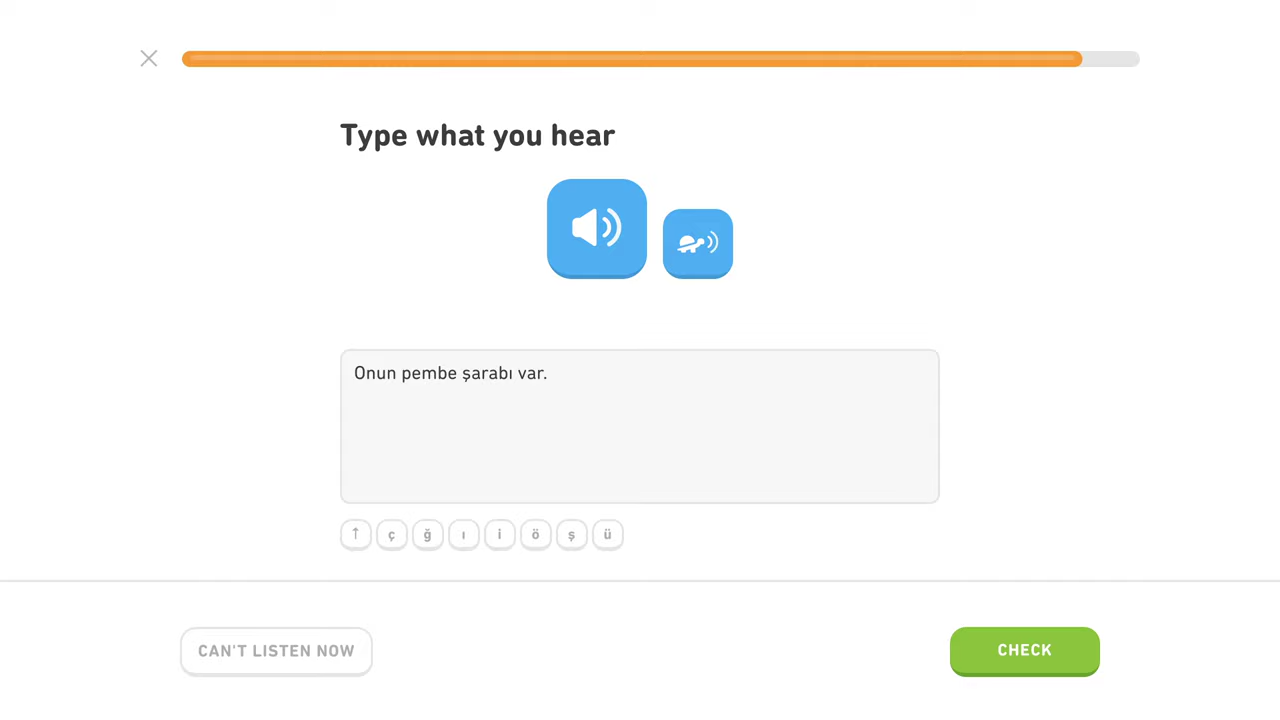 Type what you hear
Onun pembe şarabı var.
↑ ç ğ ı i ö ş ü
CAN'T LISTEN NOW
CHECK